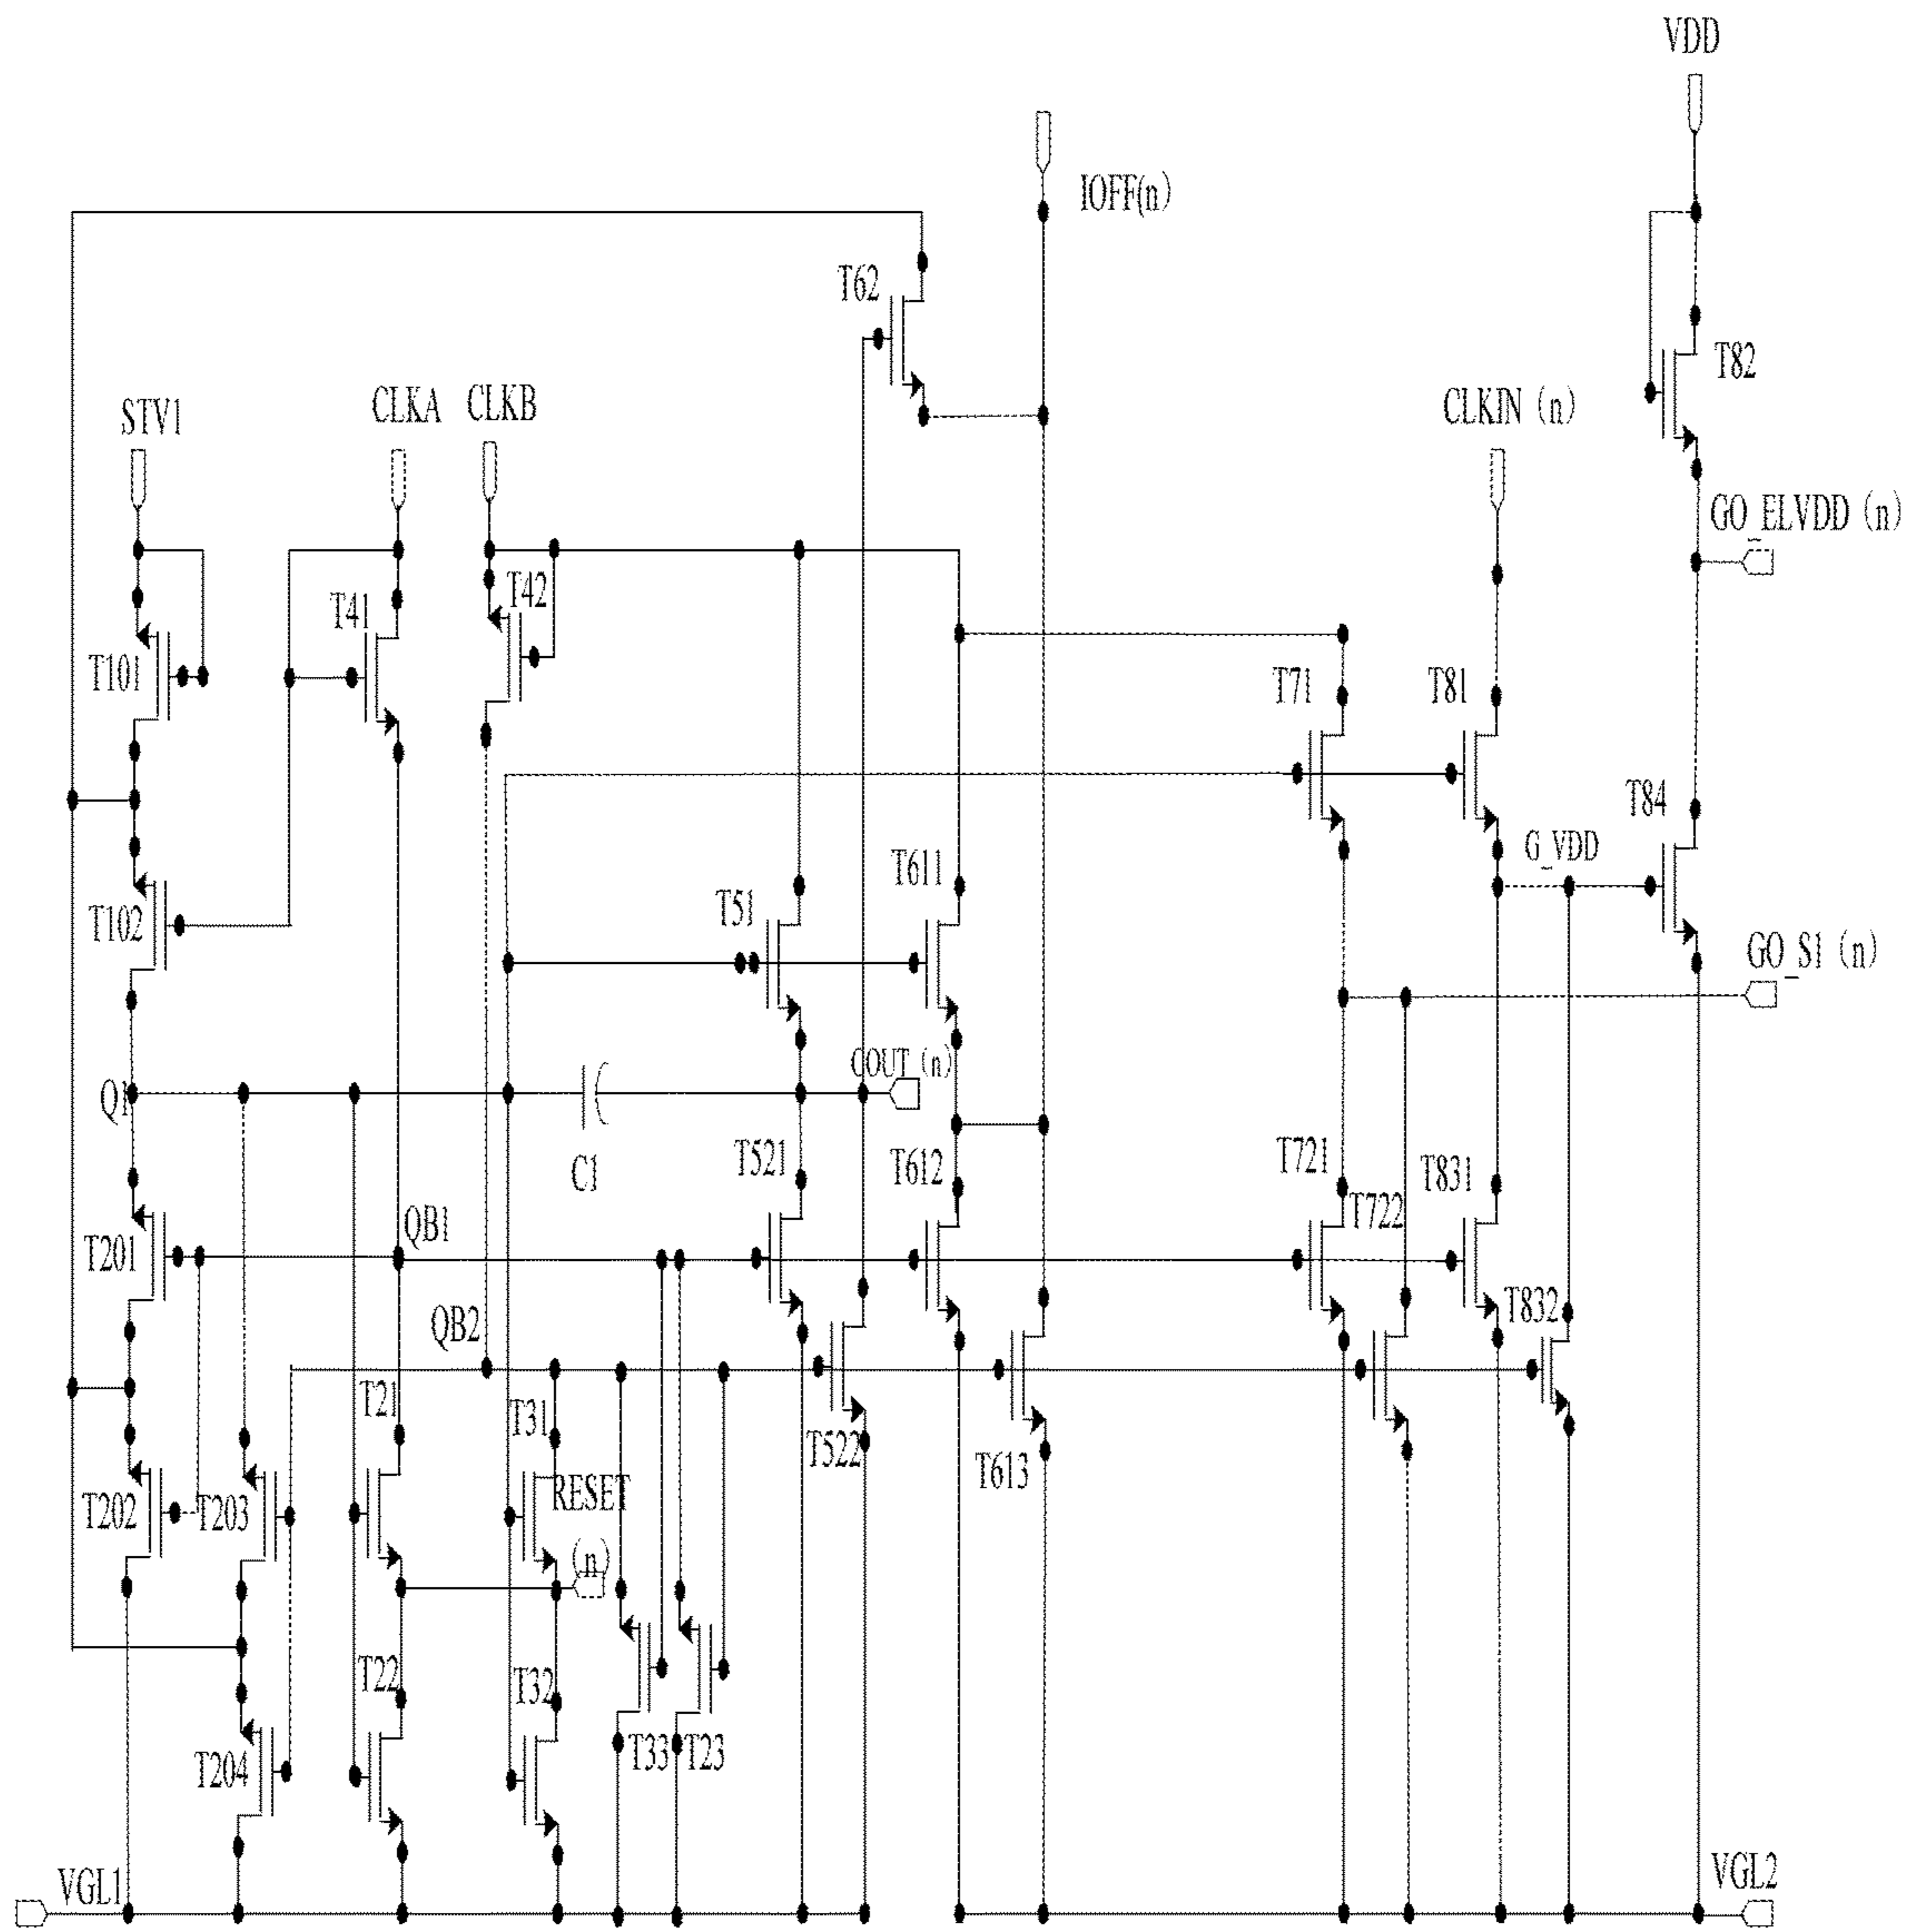 VDD
IOFF(n)
T62
T82
STV1
CLKA
CLKB
CLKIN (n)
GO_ELVDD (n)
T41
T42
T101
T71
T81
T84
G_VDD
T611
T51
T102
GO_S1 (n)
COUT (n)
Q1
C1
T521
T612
T721
T831
T722
QB1
T201
T832
QB2
T21
T31
T522
T613
RESET
(n)
T202
T203
T22
T32
T33
T23
T204
VGL1
VGL2